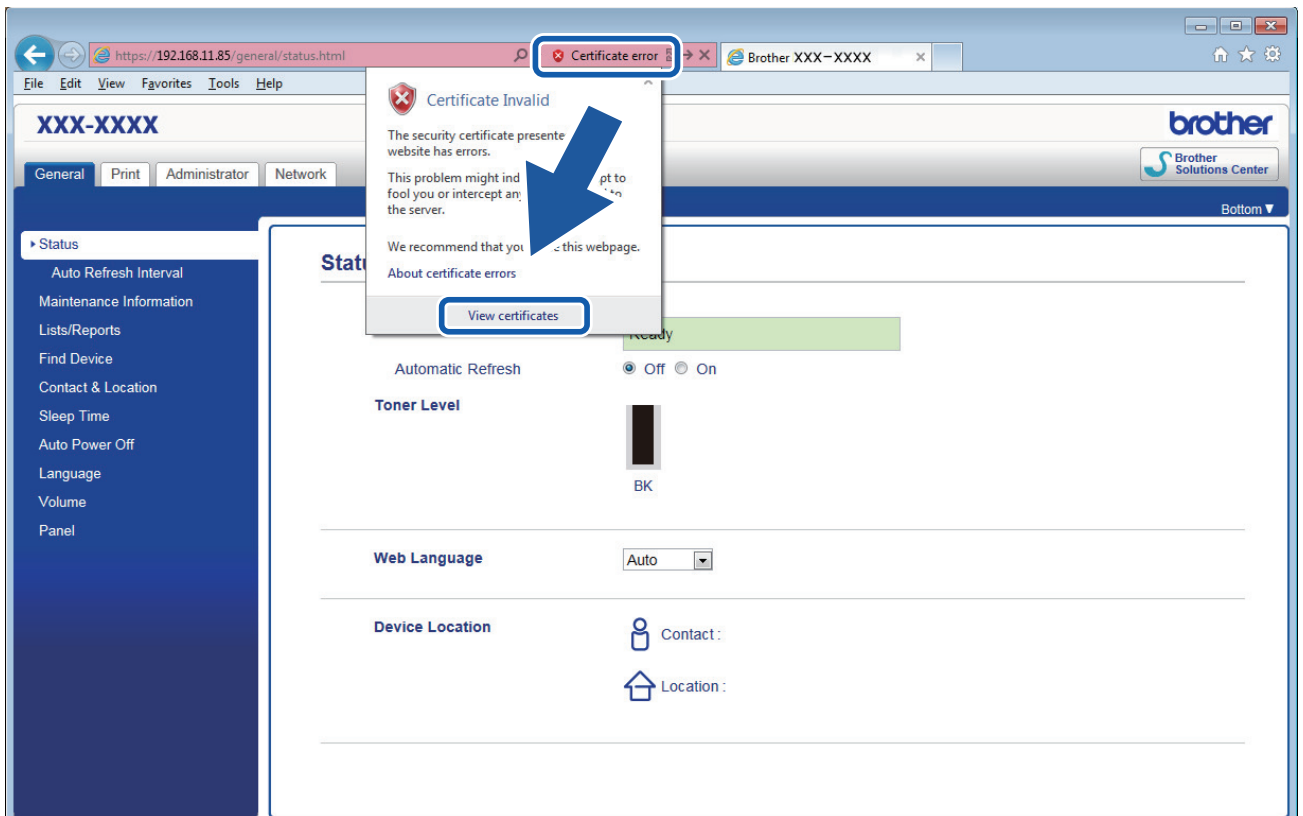 https://192.168.11.85/general/status.html
Certificate error
Brother XXX-XXXX
File Edit View Favorites Tools Help
Certificate Invalid
The security certificate presente
website has errors.
This problem might ind pt to
fool you or intercept an to
the server.
We recommend that you this webpage.
About certificate errors
View certificates
XXX-XXXX
brother
General Print Administrator Network
Brother
Solutions Center
Bottom▼
Status
Auto Refresh Interval
Maintenance Information
Lists/Reports
Find Device
Contact & Location
Sleep Time
Auto Power Off
Language
Volume
Panel
Statu
Ready
Automatic Refresh Off On
Toner Level
BK
Web Language Auto
Device Location Contact :
Location :